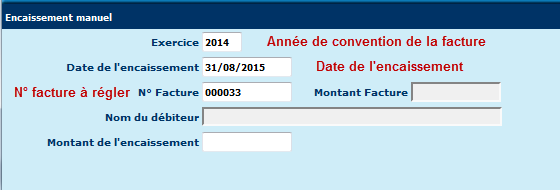 Encaissement manuel
Exercice 2014 Année de convention de la facture
Date de l'encaissement 31/08/2015 Date de l'encaissement
N° facture à régler N° Facture 000033 Montant Facture
Nom du débiteur
Montant de l'encaissement